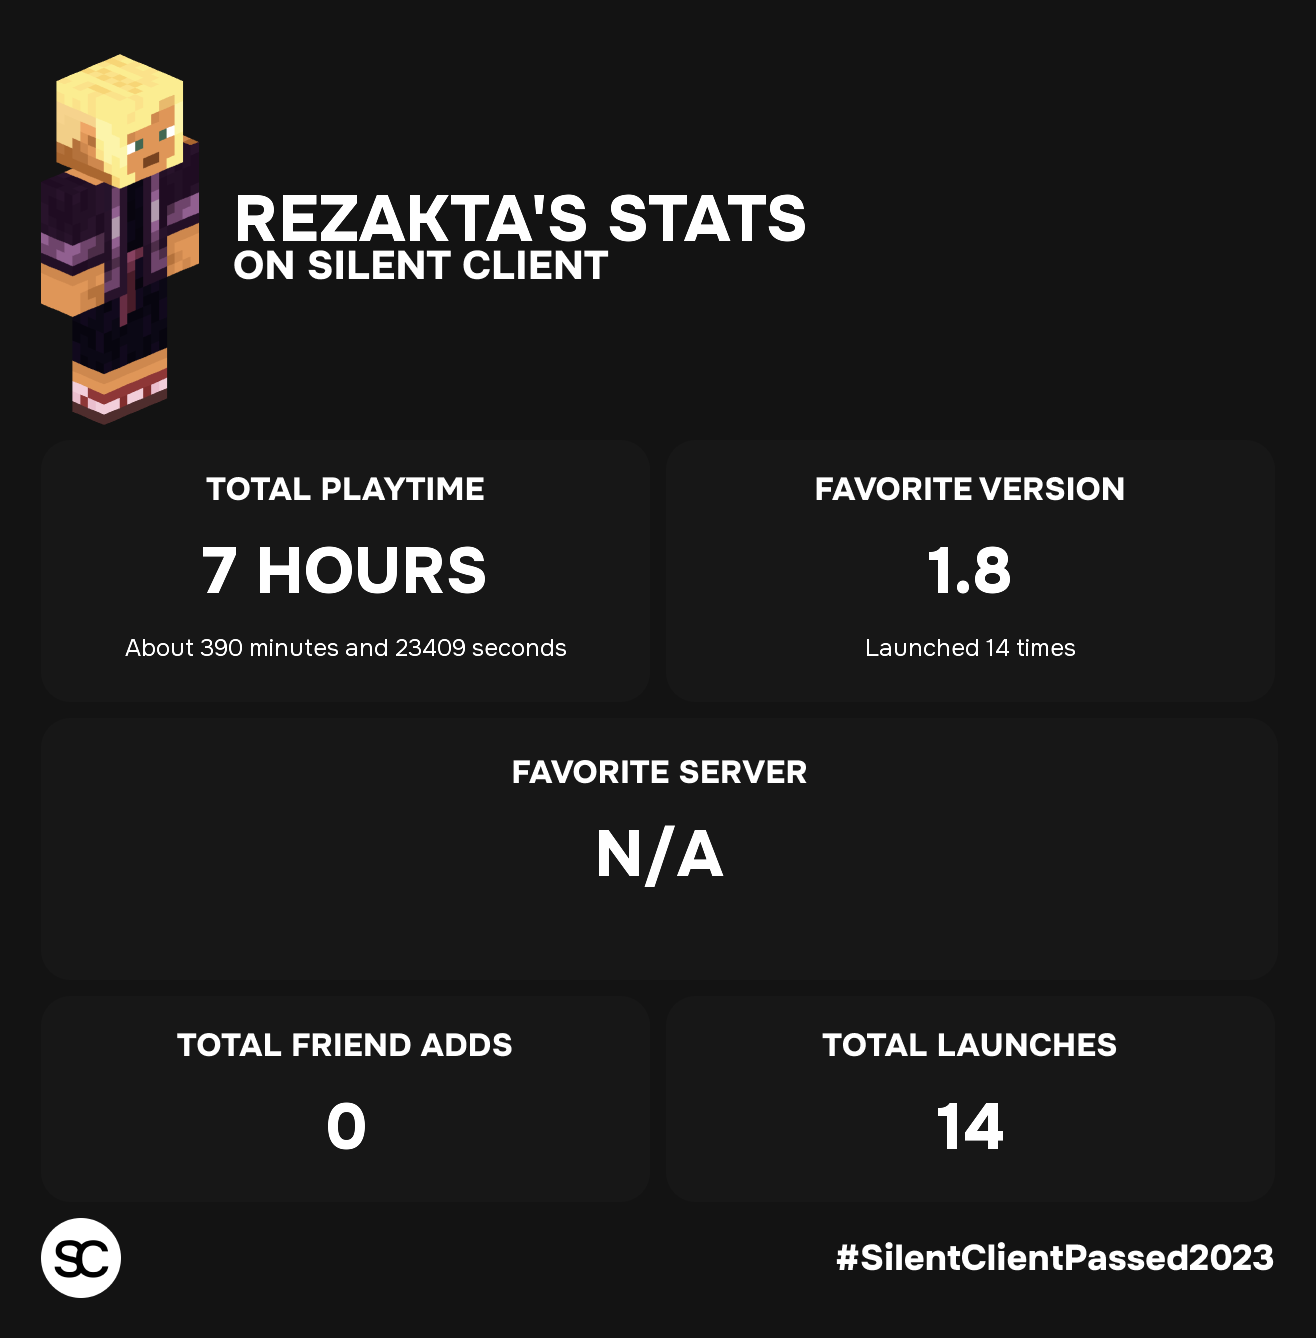 REZAKTA'S STATS
ON SILENT CLIENT
TOTAL PLAYTIME
7 HOURS
About 390 minutes and 23409 seconds
FAVORITE VERSION
1.8
Launched 14 times
FAVORITE SERVER
N/A
TOTAL FRIEND ADDS
0
TOTAL LAUNCHES
14
SC
#SilentClientPassed2023